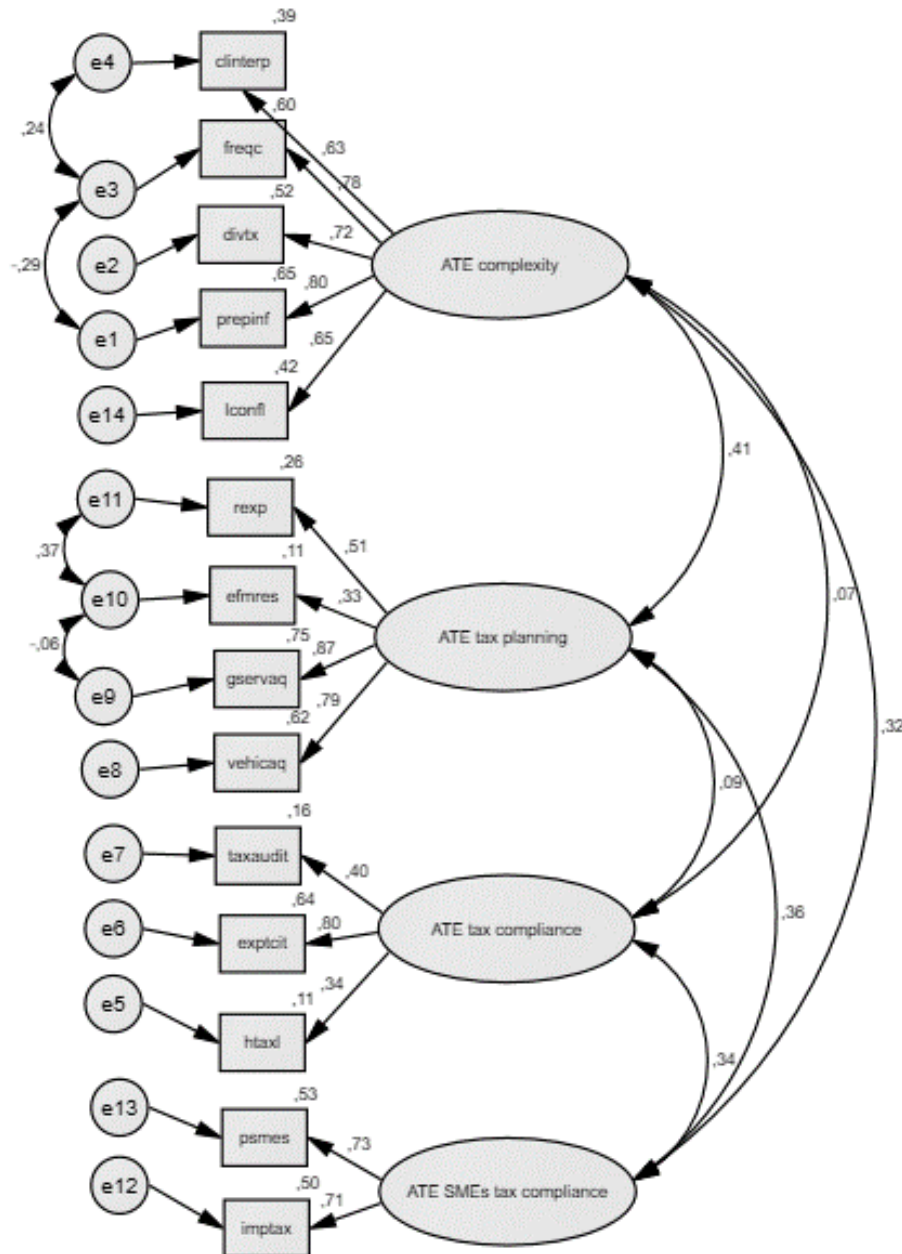 ,39
e4
clinterp
,60
,24
,63
freqc
,78
e3
,52
divtx
,72
e2
ATE complexity
-,29
,65
,80
prepinf
e1
,65
,42
e14
lconfl
,41
,26
e11
rexp
,51
,37
,11
e10
efmres
,33
,07
-,06
,75
,87
ATE tax planning
gservaq
e9
,79
,62
,32
e8
vehicaq
,09
,16
e7
taxaudit
,40
,64
,36
e6
exptcit
,80
ATE tax compliance
e5
,11
,34
htaxl
,34
,53
e13
psmes
,73
e12
,50
,71
ATE SMEs tax compliance
imptax